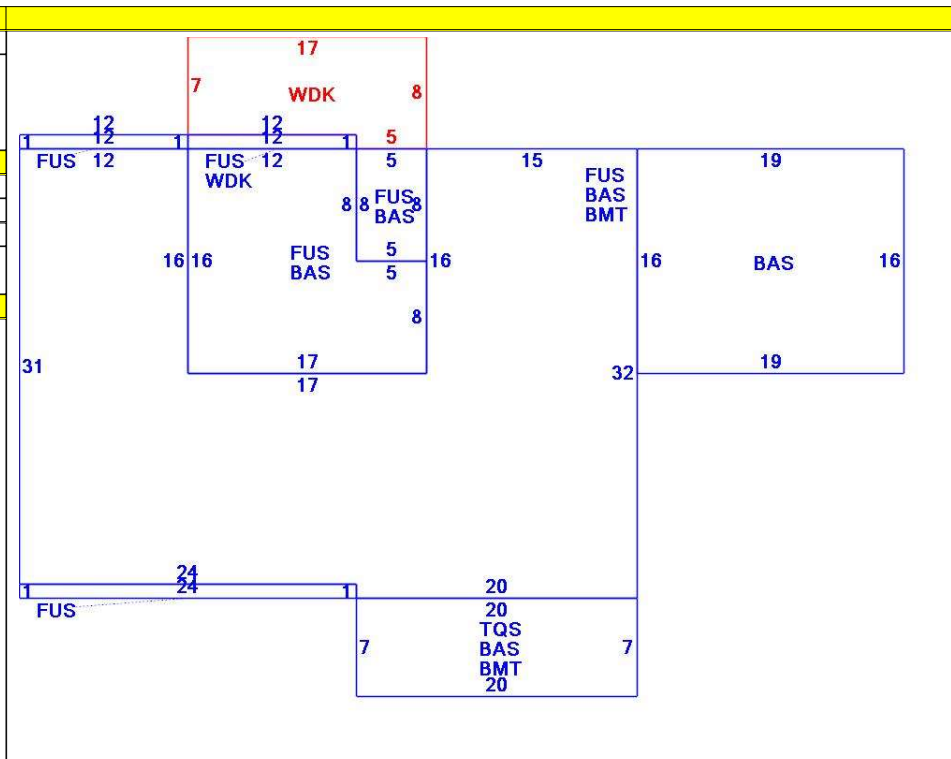 17
7 WDK 8
12 12 5
1 12 1 12 1
FUS 12 FUS 12 5 15 19
WDK
FUS
BAS
BMT
8 8 FUS 8
BAS
FUS
BAS
5
16 16 5 16 16 BAS 16
8
17
17
31 32 19
24
1 24 1 20
FUS
20
TQS
7 BAS 7
BMT
20